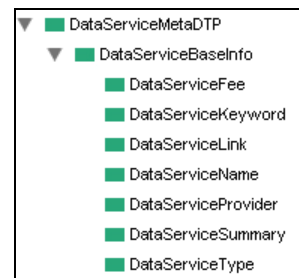 DataServiceMetaDTP
DataServiceBaseInfo
DataServiceFee
DataServiceKeyword
DataServiceLink
DataServiceName
DataServiceProvider
DataServiceSummary
DataServiceType